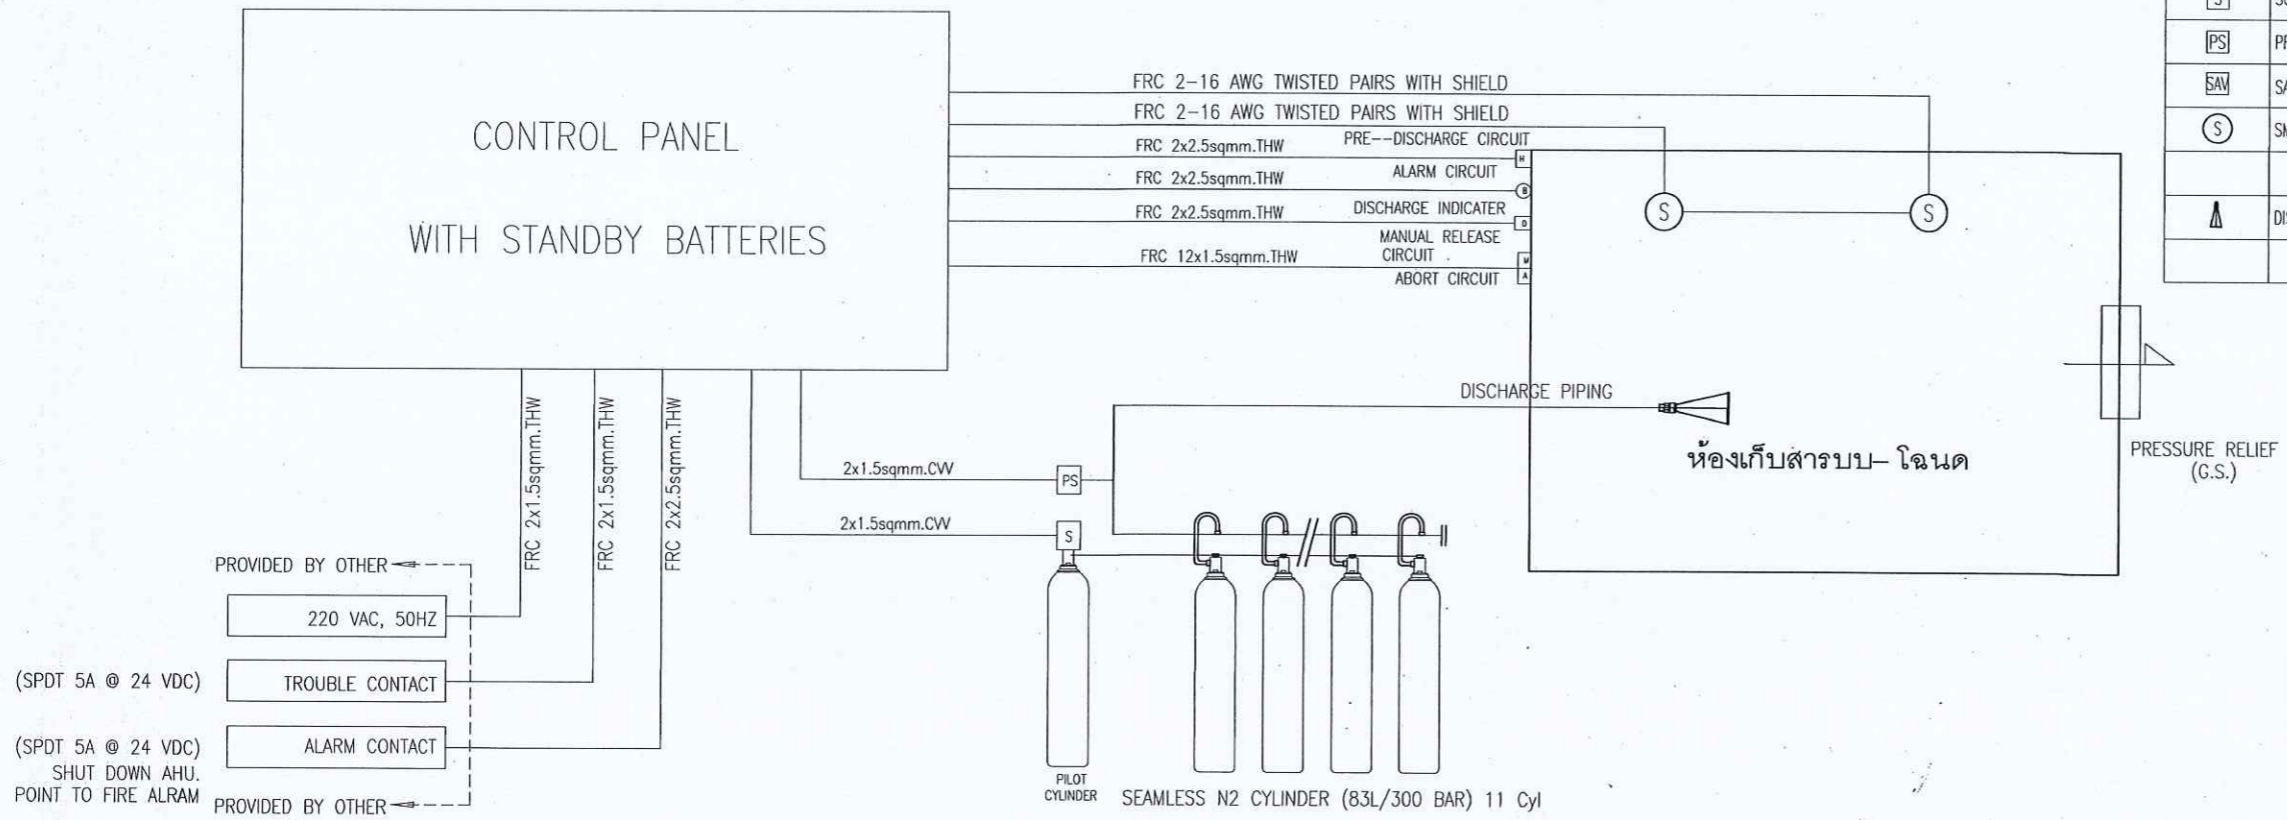 CONTROL PANEL
WITH STANDBY BATTERIES
FRC 2-16 AWG TWISTED PAIRS WITH SHIELD
FRC 2-16 AWG TWISTED PAIRS WITH SHIELD
FRC 2x2.5sqmm.THW
PRE--DISCHARGE CIRCUIT
H
FRC 2x2.5sqmm.THW
ALARM CIRCUIT
B
FRC 2x2.5sqmm.THW
DISCHARGE INDICATER
D
FRC 12x1.5sqmm.THW
MANUAL RELEASE
CIRCUIT
M
ABORT CIRCUIT
A
S
S
PS
SAV
S
DISCHARGE PIPING
ห้องเก็บสารบบ– โฉนด
PRESSURE RELIEF
(G.S.)
FRC 2x1.5sqmm.THW
FRC 2x1.5sqmm.THW
FRC 2x2.5sqmm.THW
2x1.5sqmm.CVV
PS
2x1.5sqmm.CVV
S
PROVIDED BY OTHER
220 VAC, 50HZ
(SPDT 5A @ 24 VDC)
TROUBLE CONTACT
(SPDT 5A @ 24 VDC)
ALARM CONTACT
SHUT DOWN AHU.
POINT TO FIRE ALRAM
PROVIDED BY OTHER
PILOT
CYLINDER
SEAMLESS N2 CYLINDER (83L/300 BAR) 11 Cyl